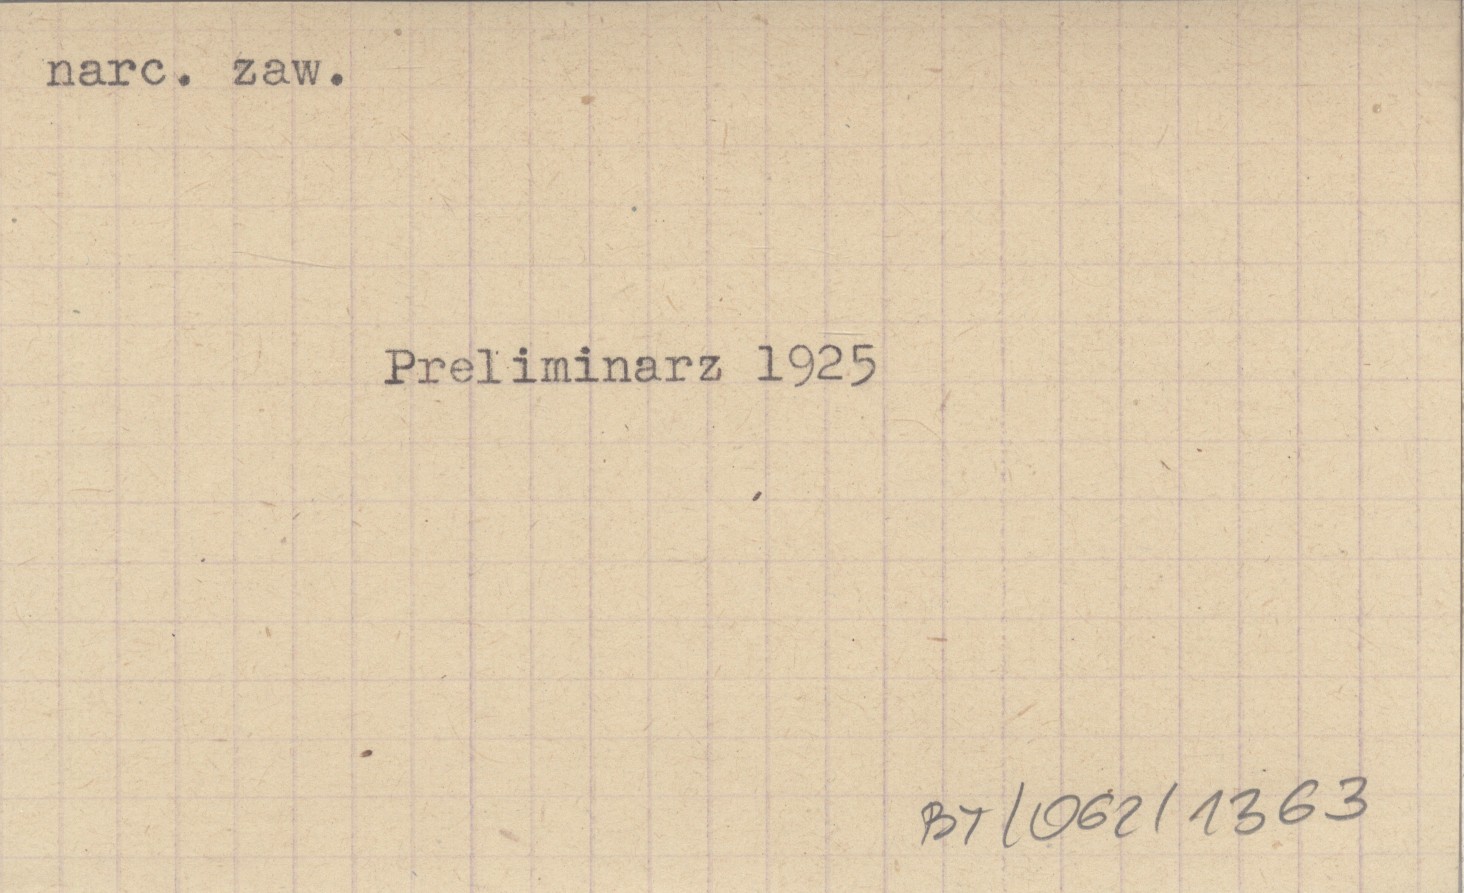 narc. zaw.
Preliminarz 1925
BT/062/1363